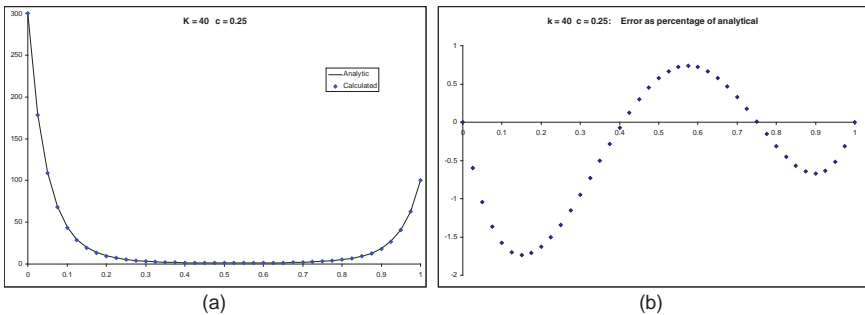 K = 40 c = 0.25
300
250
200
150
100
50
0
Analytic
Calculated
0 0.1 0.2 0.3 0.4 0.5 0.6 0.7 0.8 0.9 1
(a)
k = 40 c = 0.25: Error as percentage of analytical
1
0.5
0
-0.5
-1
-1.5
-2
0.1 0.2 0.3 0.4 0.5 0.6 0.7 0.8 0.9 1
(b)